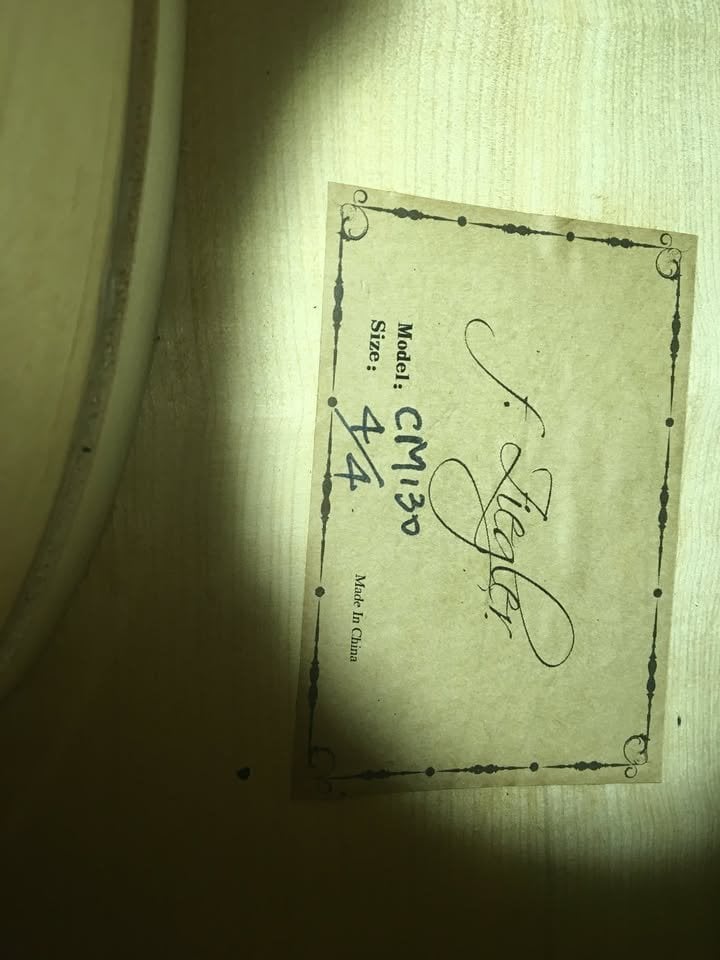 J. Ziegler
Model: CM130
Size: 4/4
Made In China